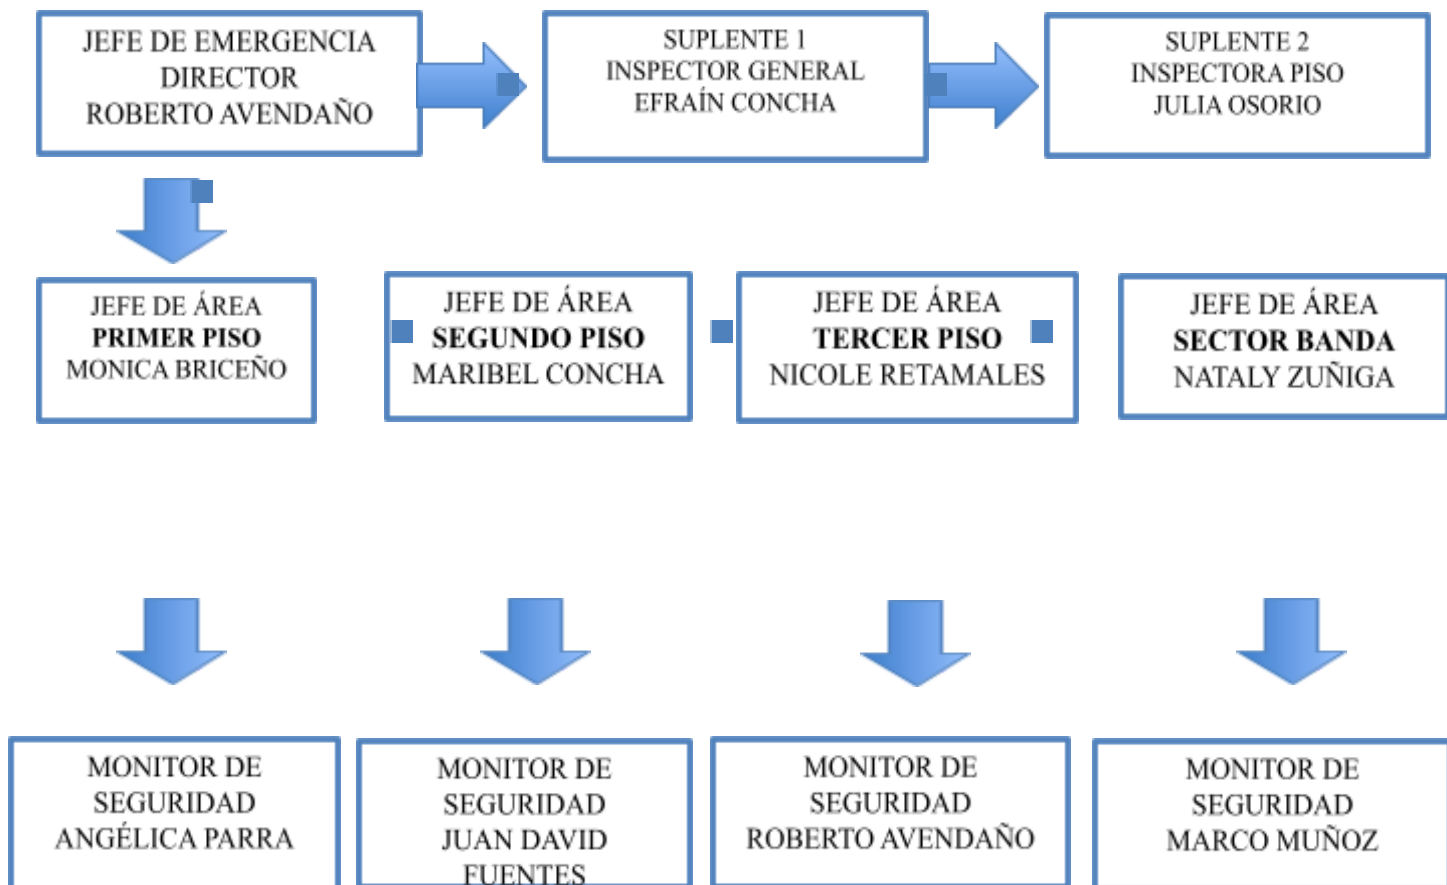 JEFE DE EMERGENCIA
DIRECTOR
ROBERTO AVENDAÑO
SUPLENTE 1
INSPECTOR GENERAL
EFRAÍN CONCHA
SUPLENTE 2
INSPECTORA PISO
JULIA OSORIO
JEFE DE ÁREA
PRIMER PISO
MONICA BRICEÑO
JEFE DE ÁREA
SEGUNDO PISO
MARIBEL CONCHA
JEFE DE ÁREA
TERCER PISO
NICOLE RETAMALES
JEFE DE ÁREA
SECTOR BANDA
NATALY ZUÑIGA
MONITOR DE
SEGURIDAD
ANGÉLICA PARRA
MONITOR DE
SEGURIDAD
JUAN DAVID
FUENTES
MONITOR DE
SEGURIDAD
ROBERTO AVENDAÑO
MONITOR DE
SEGURIDAD
MARCO MUÑOZ